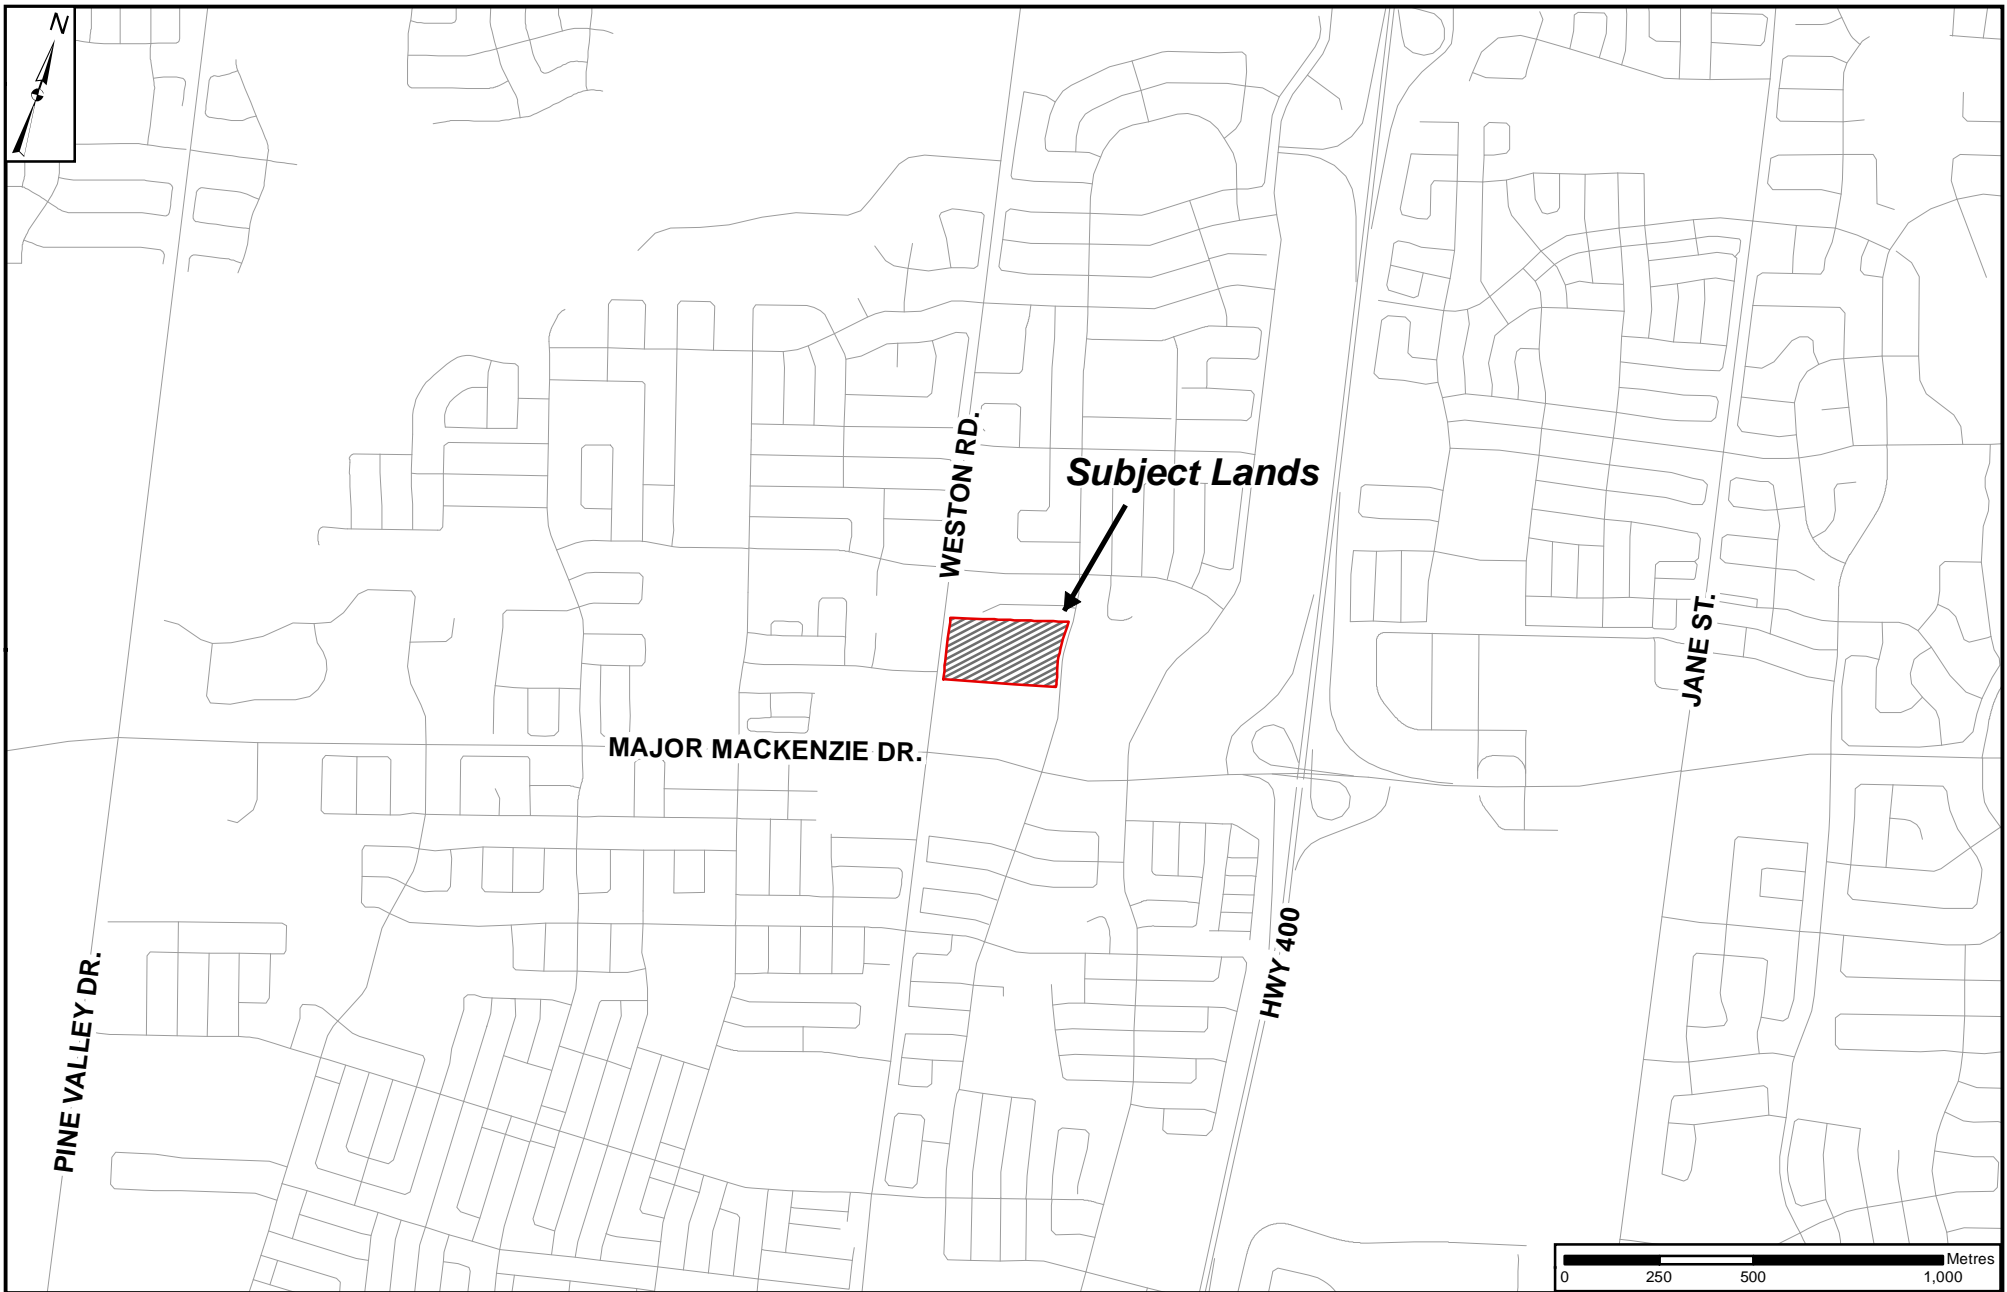 N
WESTON RD.
Subject Lands
JANE ST.
MAJOR MACKENZIE DR.
HWY 400
PINE VALLEY DR.
Metres
0 250 500 1,000